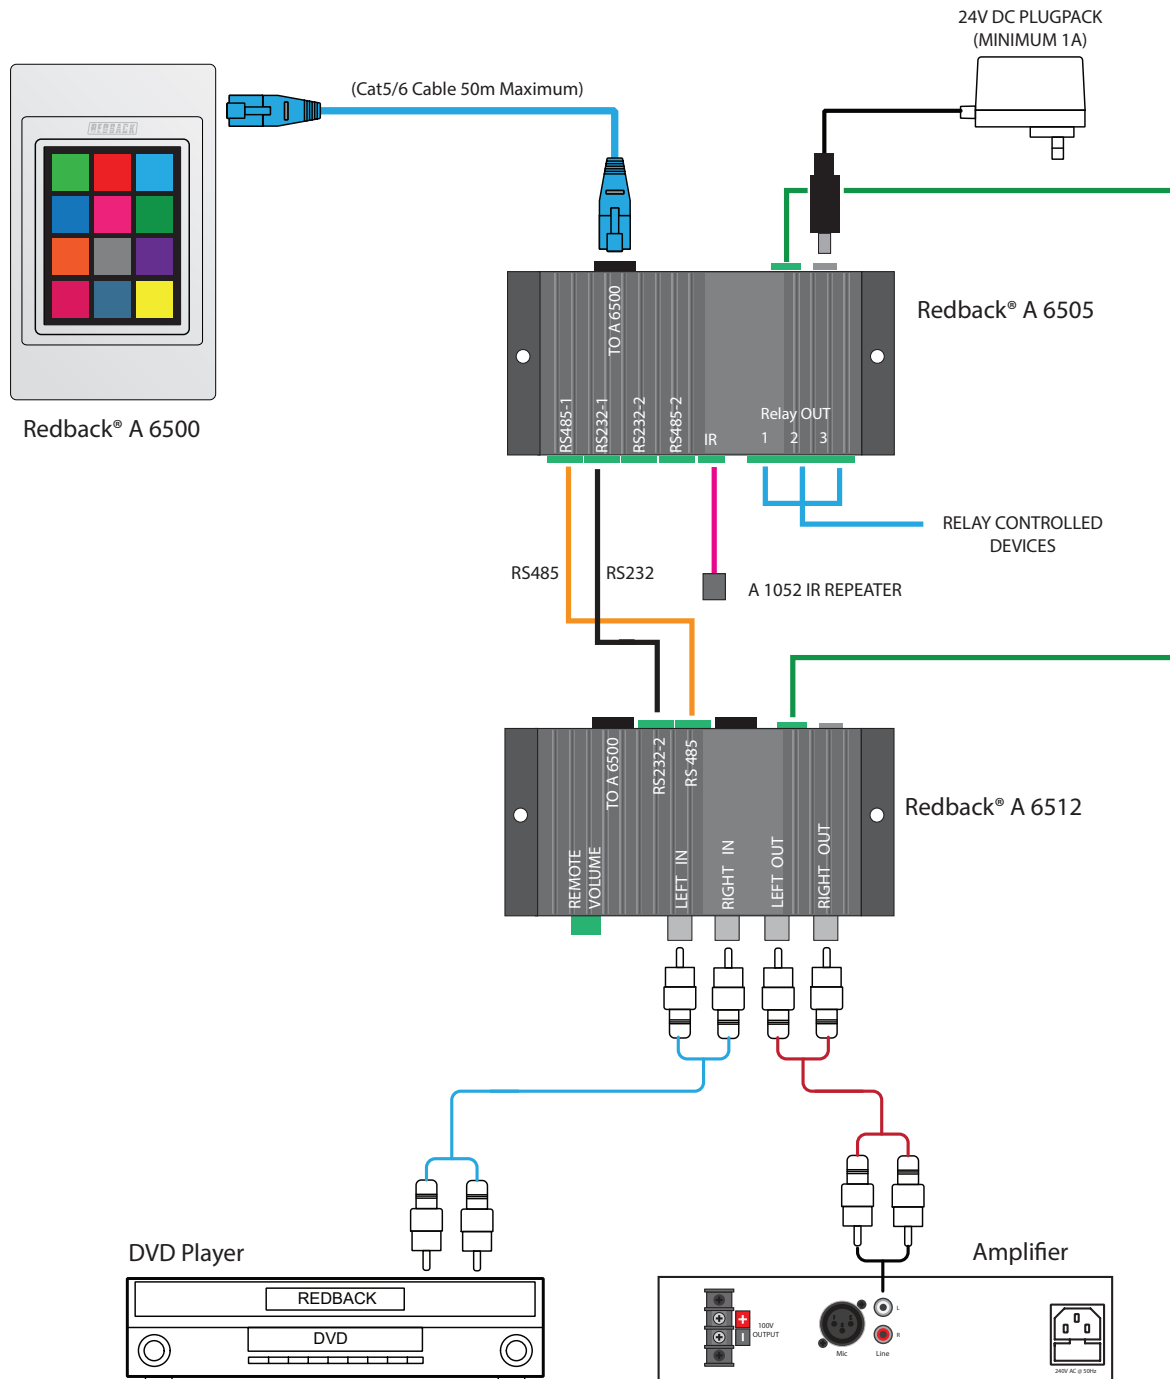 24V DC PLUGPACK
(MINIMUM 1A)
(Cat5/6 Cable 50m Maximum)
REDBACK
Redback® A 6500
Redback® A 6505
TO A 6500
RS485-1
RS232-1
RS232-2
RS485-2
IR
Relay OUT
1 2 3
RELAY CONTROLLED
DEVICES
RS485
RS232
A 1052 IR REPEATER
TO A 6500
RS232-2
RS 485
Redback® A 6512
REMOTE
VOLUME
LEFT IN
RIGHT IN
LEFT OUT
RIGHT OUT
DVD Player
Amplifier
REDBACK
DVD
+
-
100V
OUTPUT
Mic
Line
L
R
240V AC @ 50Hz